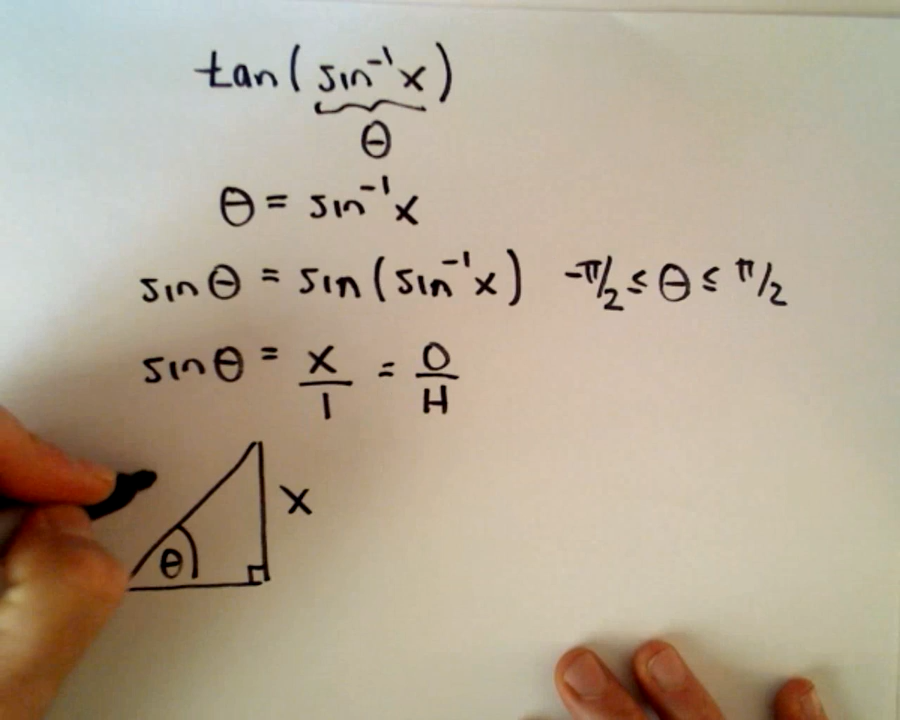 tan(sin⁻¹x)
θ
θ = sin⁻¹x
sinθ = sin(sin⁻¹x) -π/2 ≤ θ ≤ π/2
sinθ = x/1 = O/H
x
θ